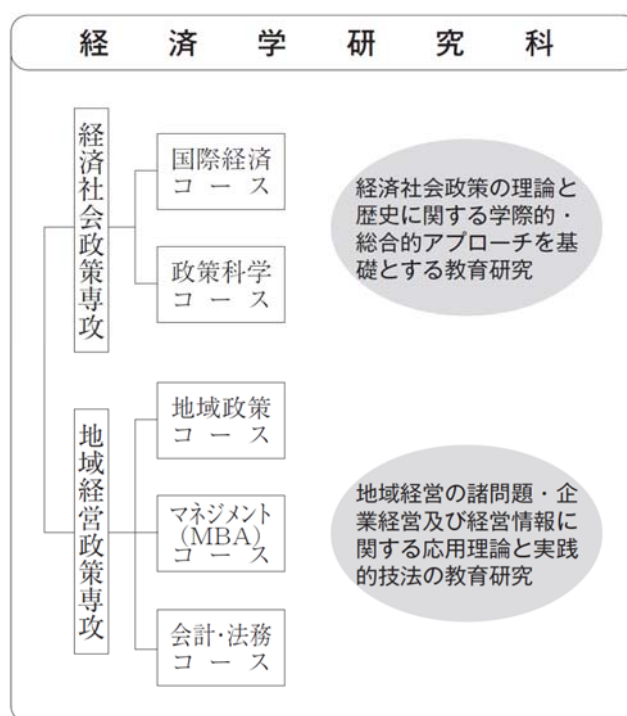 経済学研究科
経済社会政策専攻
国際経済
コース
政策科学
コース
経済社会政策の理論と
歴史に関する学際的・
総合的アプローチを基
礎とする教育研究
地域経営政策専攻
地域政策
コース
マネジメント
(MBA)
コース
会計・法務
コース
地域経営の諸問題・企
業経営及び経営情報に
関する応用理論と実践
的技法の教育研究